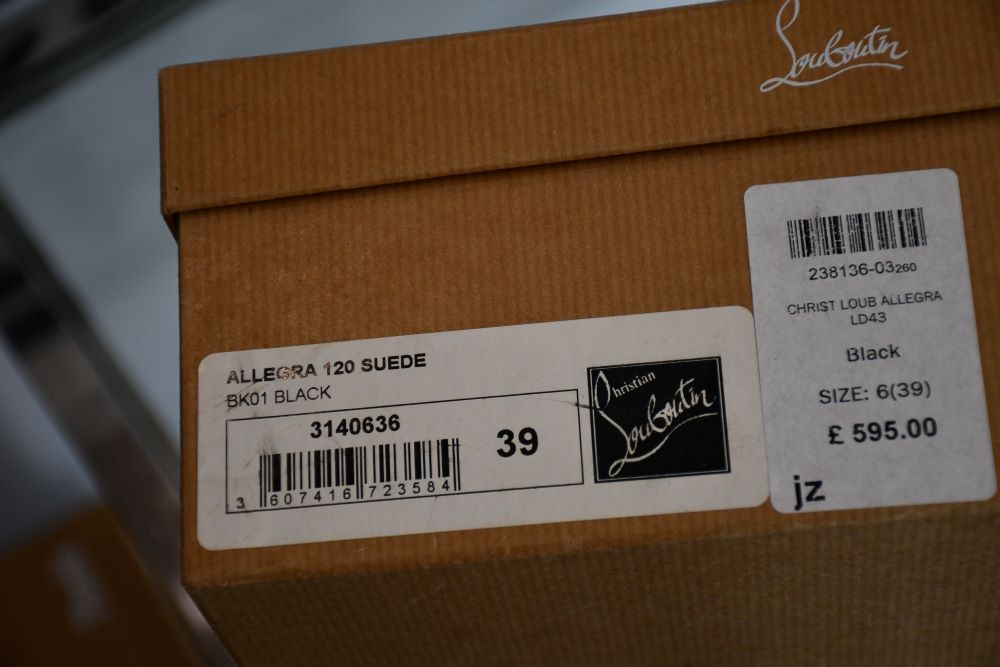 Louboutin
ALLEGRA 120 SUEDE
BK01 BLACK
3140636
39
3 607416 723584
Christian
Louboutin
238136-03260
CHRIST LOUB ALLEGRA
LD43
Black
SIZE: 6(39)
£ 595.00
jz